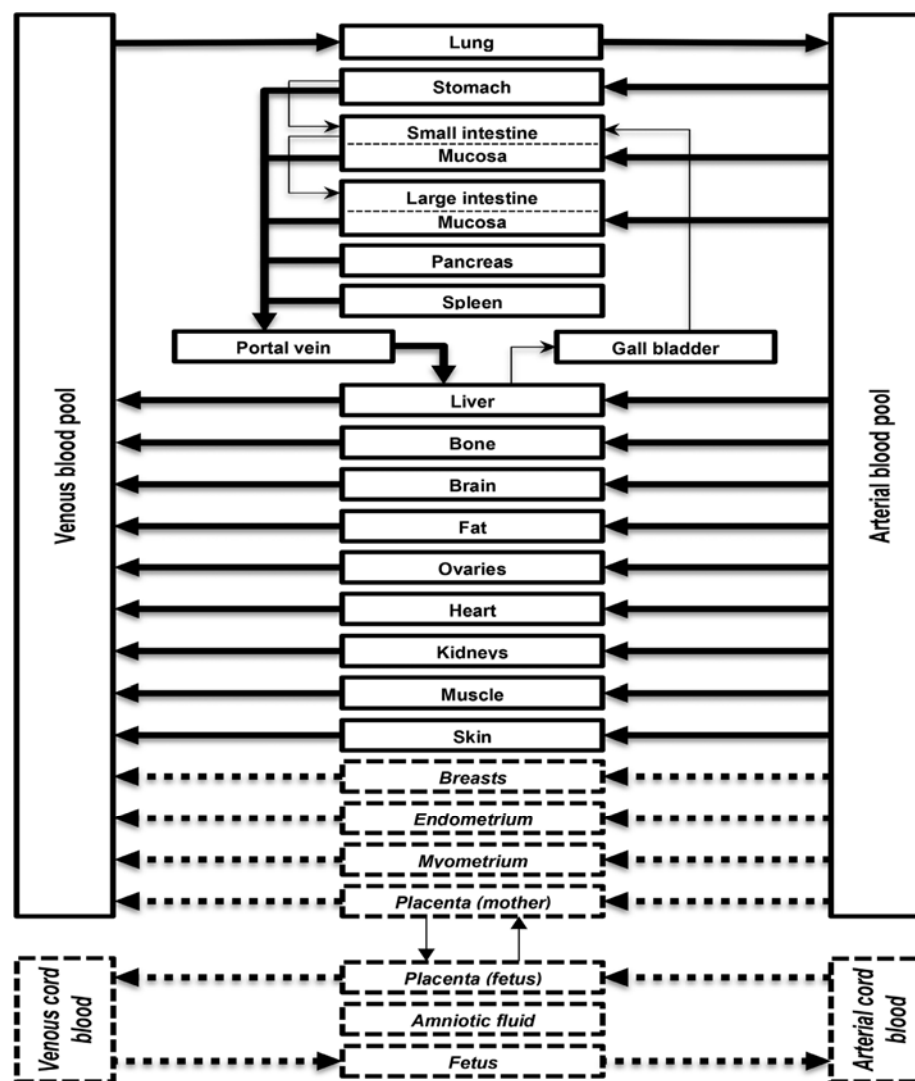 Lung
Stomach
Small intestine
Mucosa
Large intestine
Mucosa
Pancreas
Spleen
Portal vein
Gall bladder
Liver
Bone
Brain
Fat
Ovaries
Heart
Kidneys
Muscle
Skin
Breasts
Endometrium
Myometrium
Placenta (mother)
Placenta (fetus)
Amniotic fluid
Fetus
Venous blood pool
Arterial blood pool
Venous cord
blood
Arterial cord
blood